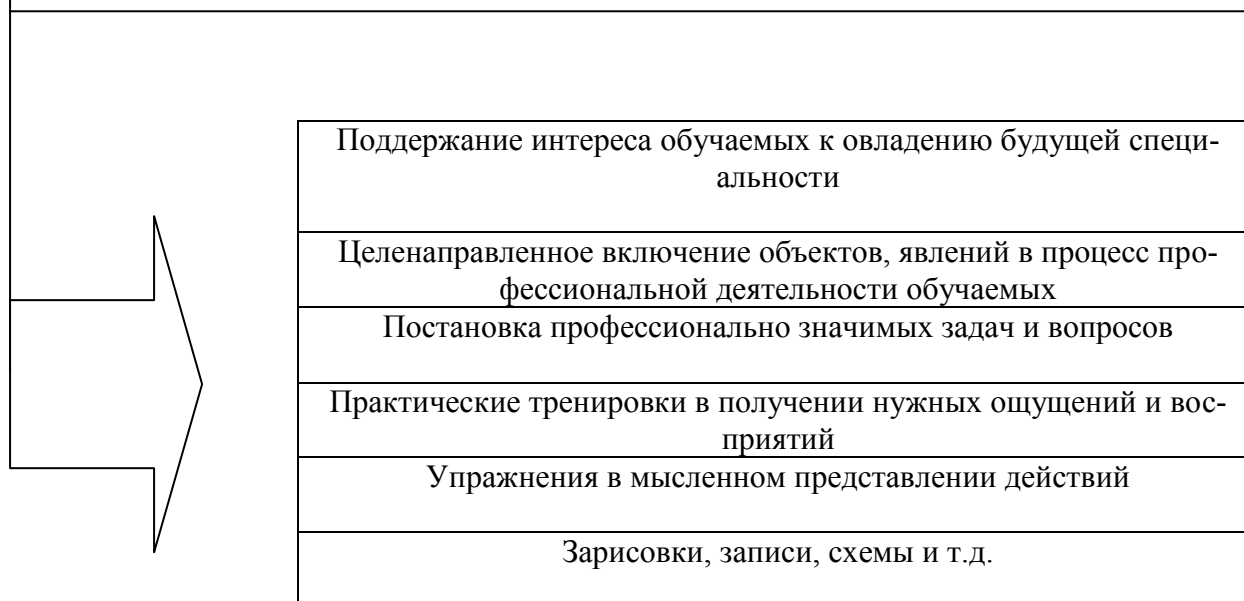 Поддержание интереса обучаемых к овладению будущей специ-
альности
Целенаправленное включение объектов, явлений в процесс про-
фессиональной деятельности обучаемых
Постановка профессионально значимых задач и вопросов
Практические тренировки в получении нужных ощущений и вос-
приятий
Упражнения в мысленном представлении действий
Зарисовки, записи, схемы и т.д.